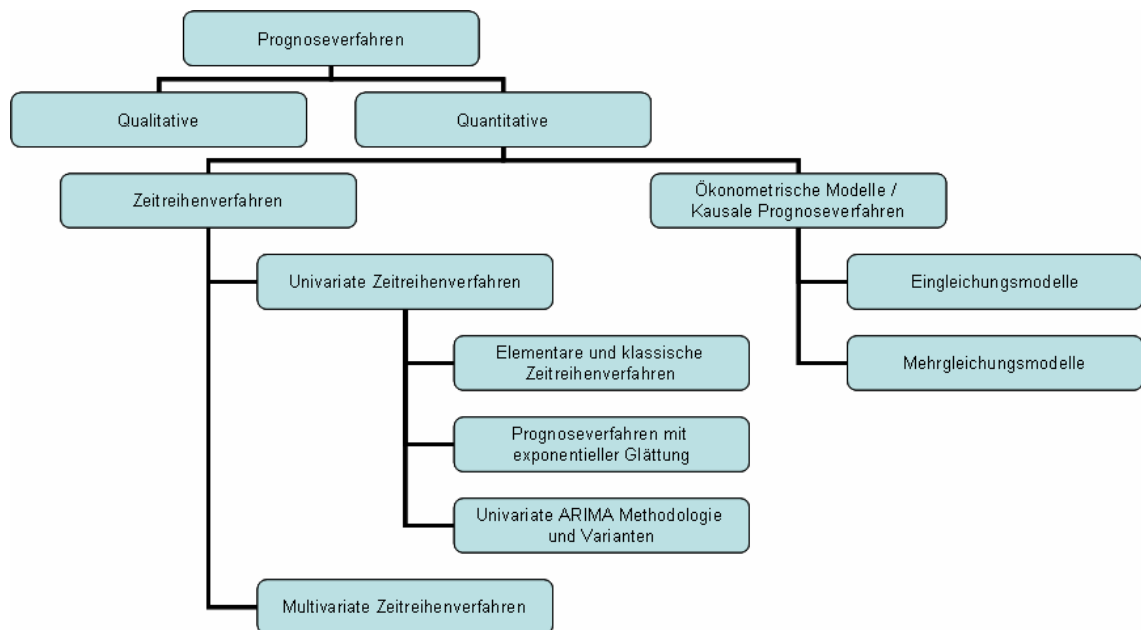 Prognoseverfahren
Qualitative
Quantitative
Zeitreihenverfahren
Ökonometrische Modelle /
Kausale Prognoseverfahren
Univariate Zeitreihenverfahren
Eingleichungsmodelle
Elementare und klassische
Zeitreihenverfahren
Mehrgleichungsmodelle
Prognoseverfahren mit
exponentieller Glättung
Univariate ARIMA Methodologie
und Varianten
Multivariate Zeitreihenverfahren